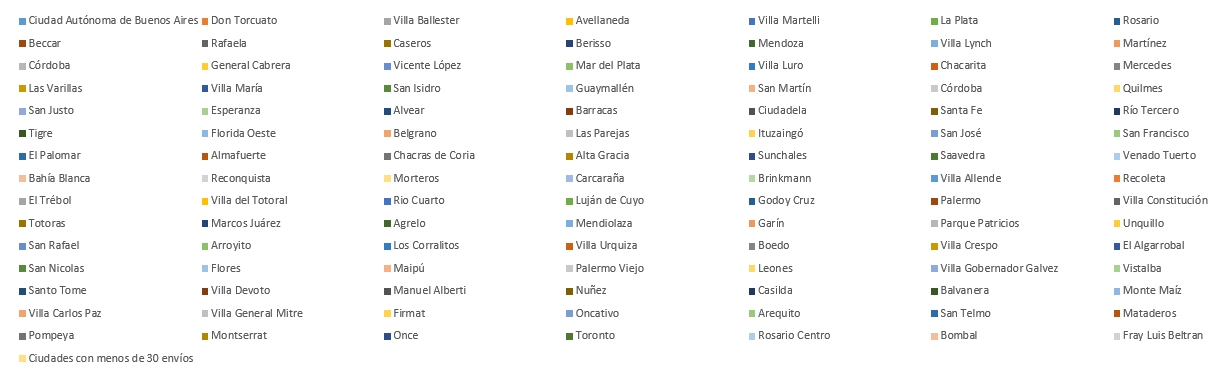 Ciudad Autónoma de Buenos Aires Don Torcuato Villa Ballester Avellaneda Villa Martelli La Plata Rosario
Beccar Rafaela Caseros Berisso Mendoza Villa Lynch Martínez
Córdoba General Cabrera Vicente López Mar del Plata Villa Luro Chacarita Mercedes
Las Varillas Villa María San Isidro Guaymallén San Martín Córdoba Quilmes
San Justo Esperanza Alvear Barracas Ciudadela Santa Fe Río Tercero
Tigre Florida Oeste Belgrano Las Parejas Ituzaingó San José San Francisco
El Palomar Almafuerte Chacras de Coria Alta Gracia Sunchales Saavedra Venado Tuerto
Bahía Blanca Reconquista Morteros Carcaraña Brinkmann Villa Allende Recoleta
El Trébol Villa del Totoral Rio Cuarto Luján de Cuyo Godoy Cruz Palermo Villa Constitución
Totoras Marcos Juárez Agrelo Mendiolaza Garín Parque Patricios Unquillo
San Rafael Arroyito Los Corralitos Villa Urquiza Boedo Villa Crespo El Algarrobal
San Nicolas Flores Maipú Palermo Viejo Leones Villa Gobernador Galvez Vistalba
Santo Tome Villa Devoto Manuel Alberti Nuñez Casilda Balvanera Monte Maíz
Villa Carlos Paz Villa General Mitre Firmat Oncativo Arequito San Telmo Mataderos
Pompeya Montserrat Once Toronto Rosario Centro Bombal Fray Luis Beltran
Ciudades con menos de 30 envíos